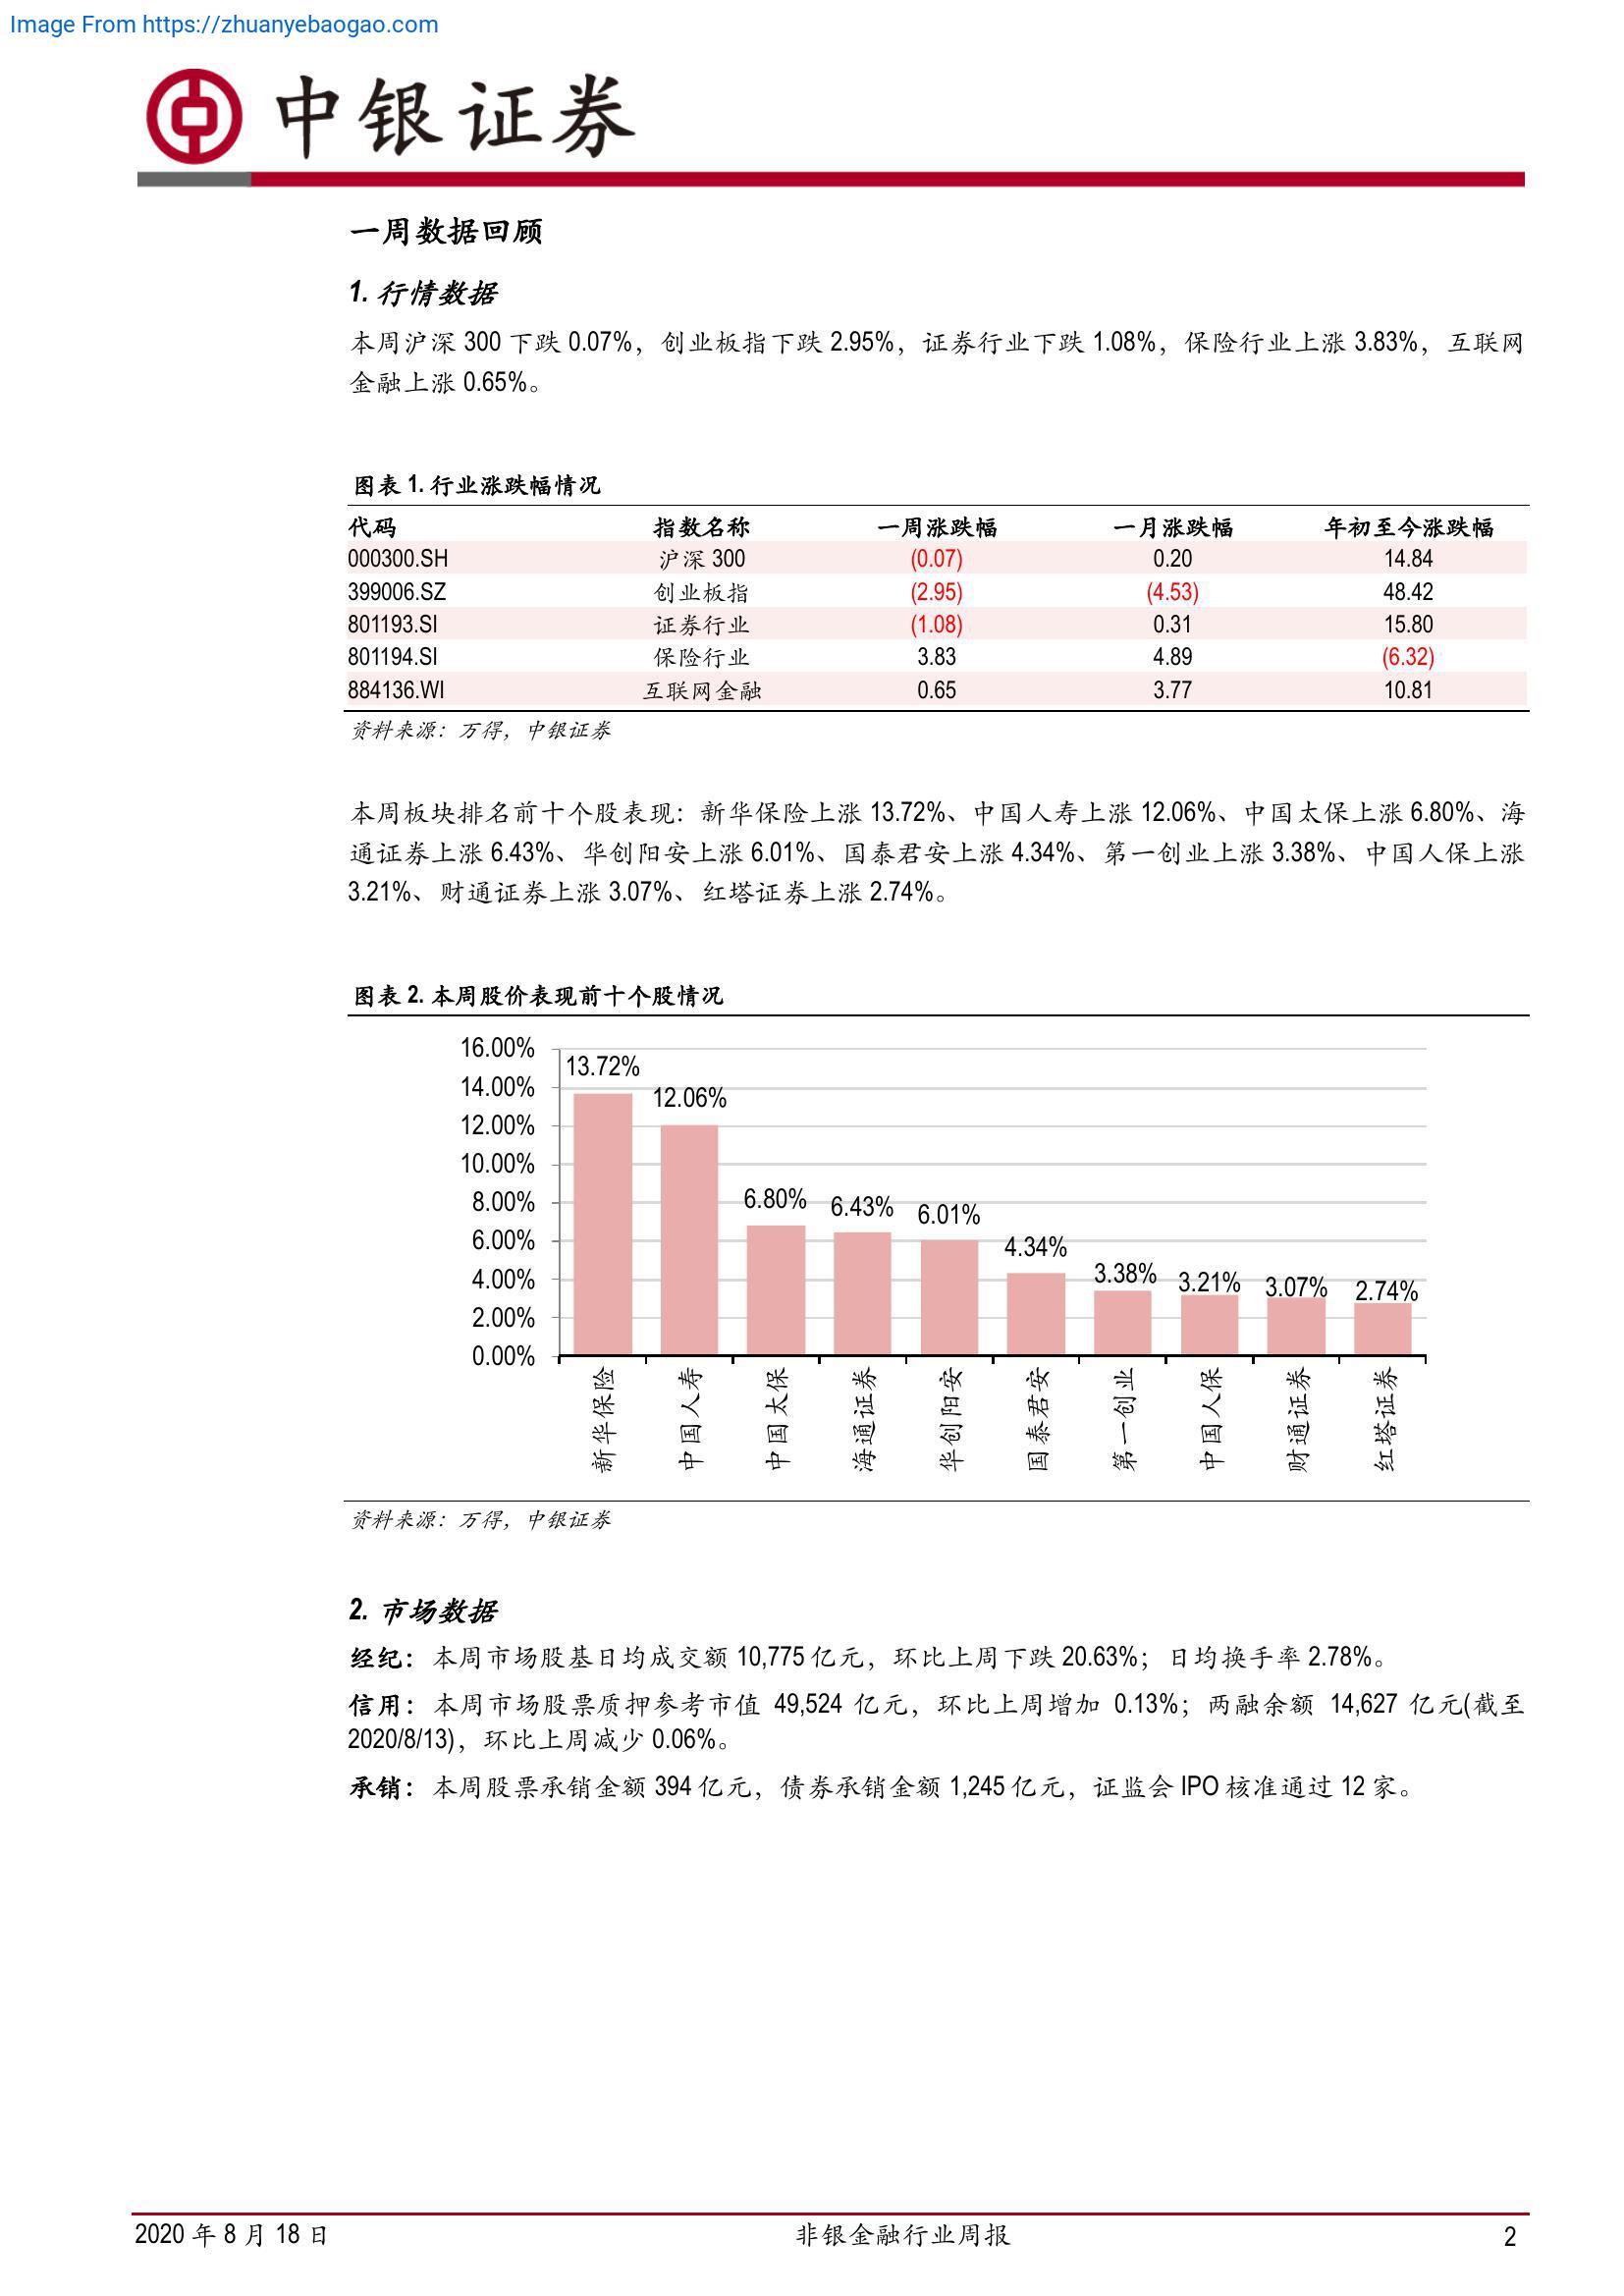 Image From https://zhuanyebaogao.com
中银证券
一周数据回顾
1. 行情数据
本周沪深 300 下跌 0.07%，创业板指下跌 2.95%，证券行业下跌 1.08%，保险行业上涨 3.83%，互联网
金融上涨 0.65%。
图表 1. 行业涨跌幅情况
代码 指数名称 一周涨跌幅 一月涨跌幅 年初至今涨跌幅
000300.SH 沪深 300 (0.07) 0.20 14.84
399006.SZ 创业板指 (2.95) (4.53) 48.42
801193.SI 证券行业 (1.08) 0.31 15.80
801194.SI 保险行业 3.83 4.89 (6.32)
884136.WI 互联网金融 0.65 3.77 10.81
资料来源：万得，中银证券
本周板块排名前十个股表现：新华保险上涨 13.72%、中国人寿上涨 12.06%、中国太保上涨 6.80%、海
通证券上涨 6.43%、华创阳安上涨 6.01%、国泰君安上涨 4.34%、第一创业上涨 3.38%、中国人保上涨
3.21%、财通证券上涨 3.07%、红塔证券上涨 2.74%。
图表 2. 本周股价表现前十个股情况
16.00%
14.00%
12.00%
10.00%
8.00%
6.00%
4.00%
2.00%
0.00%
13.72%
12.06%
6.80%
6.43%
6.01%
4.34%
3.38%
3.21%
3.07%
2.74%
新华保险
中国人寿
中国太保
海通证券
华创阳安
国泰君安
第一创业
中国人保
财通证券
红塔证券
资料来源：万得，中银证券
2. 市场数据
经纪：本周市场股基日均成交额 10,775 亿元，环比上周下跌 20.63%；日均换手率 2.78%。
信用：本周市场股票质押参考市值 49,524 亿元，环比上周增加 0.13%；两融余额 14,627 亿元(截至
2020/8/13)，环比上周减少 0.06%。
承销：本周股票承销金额 394 亿元，债券承销金额 1,245 亿元，证监会 IPO 核准通过 12 家。
2020 年 8 月 18 日 非银金融行业周报 2